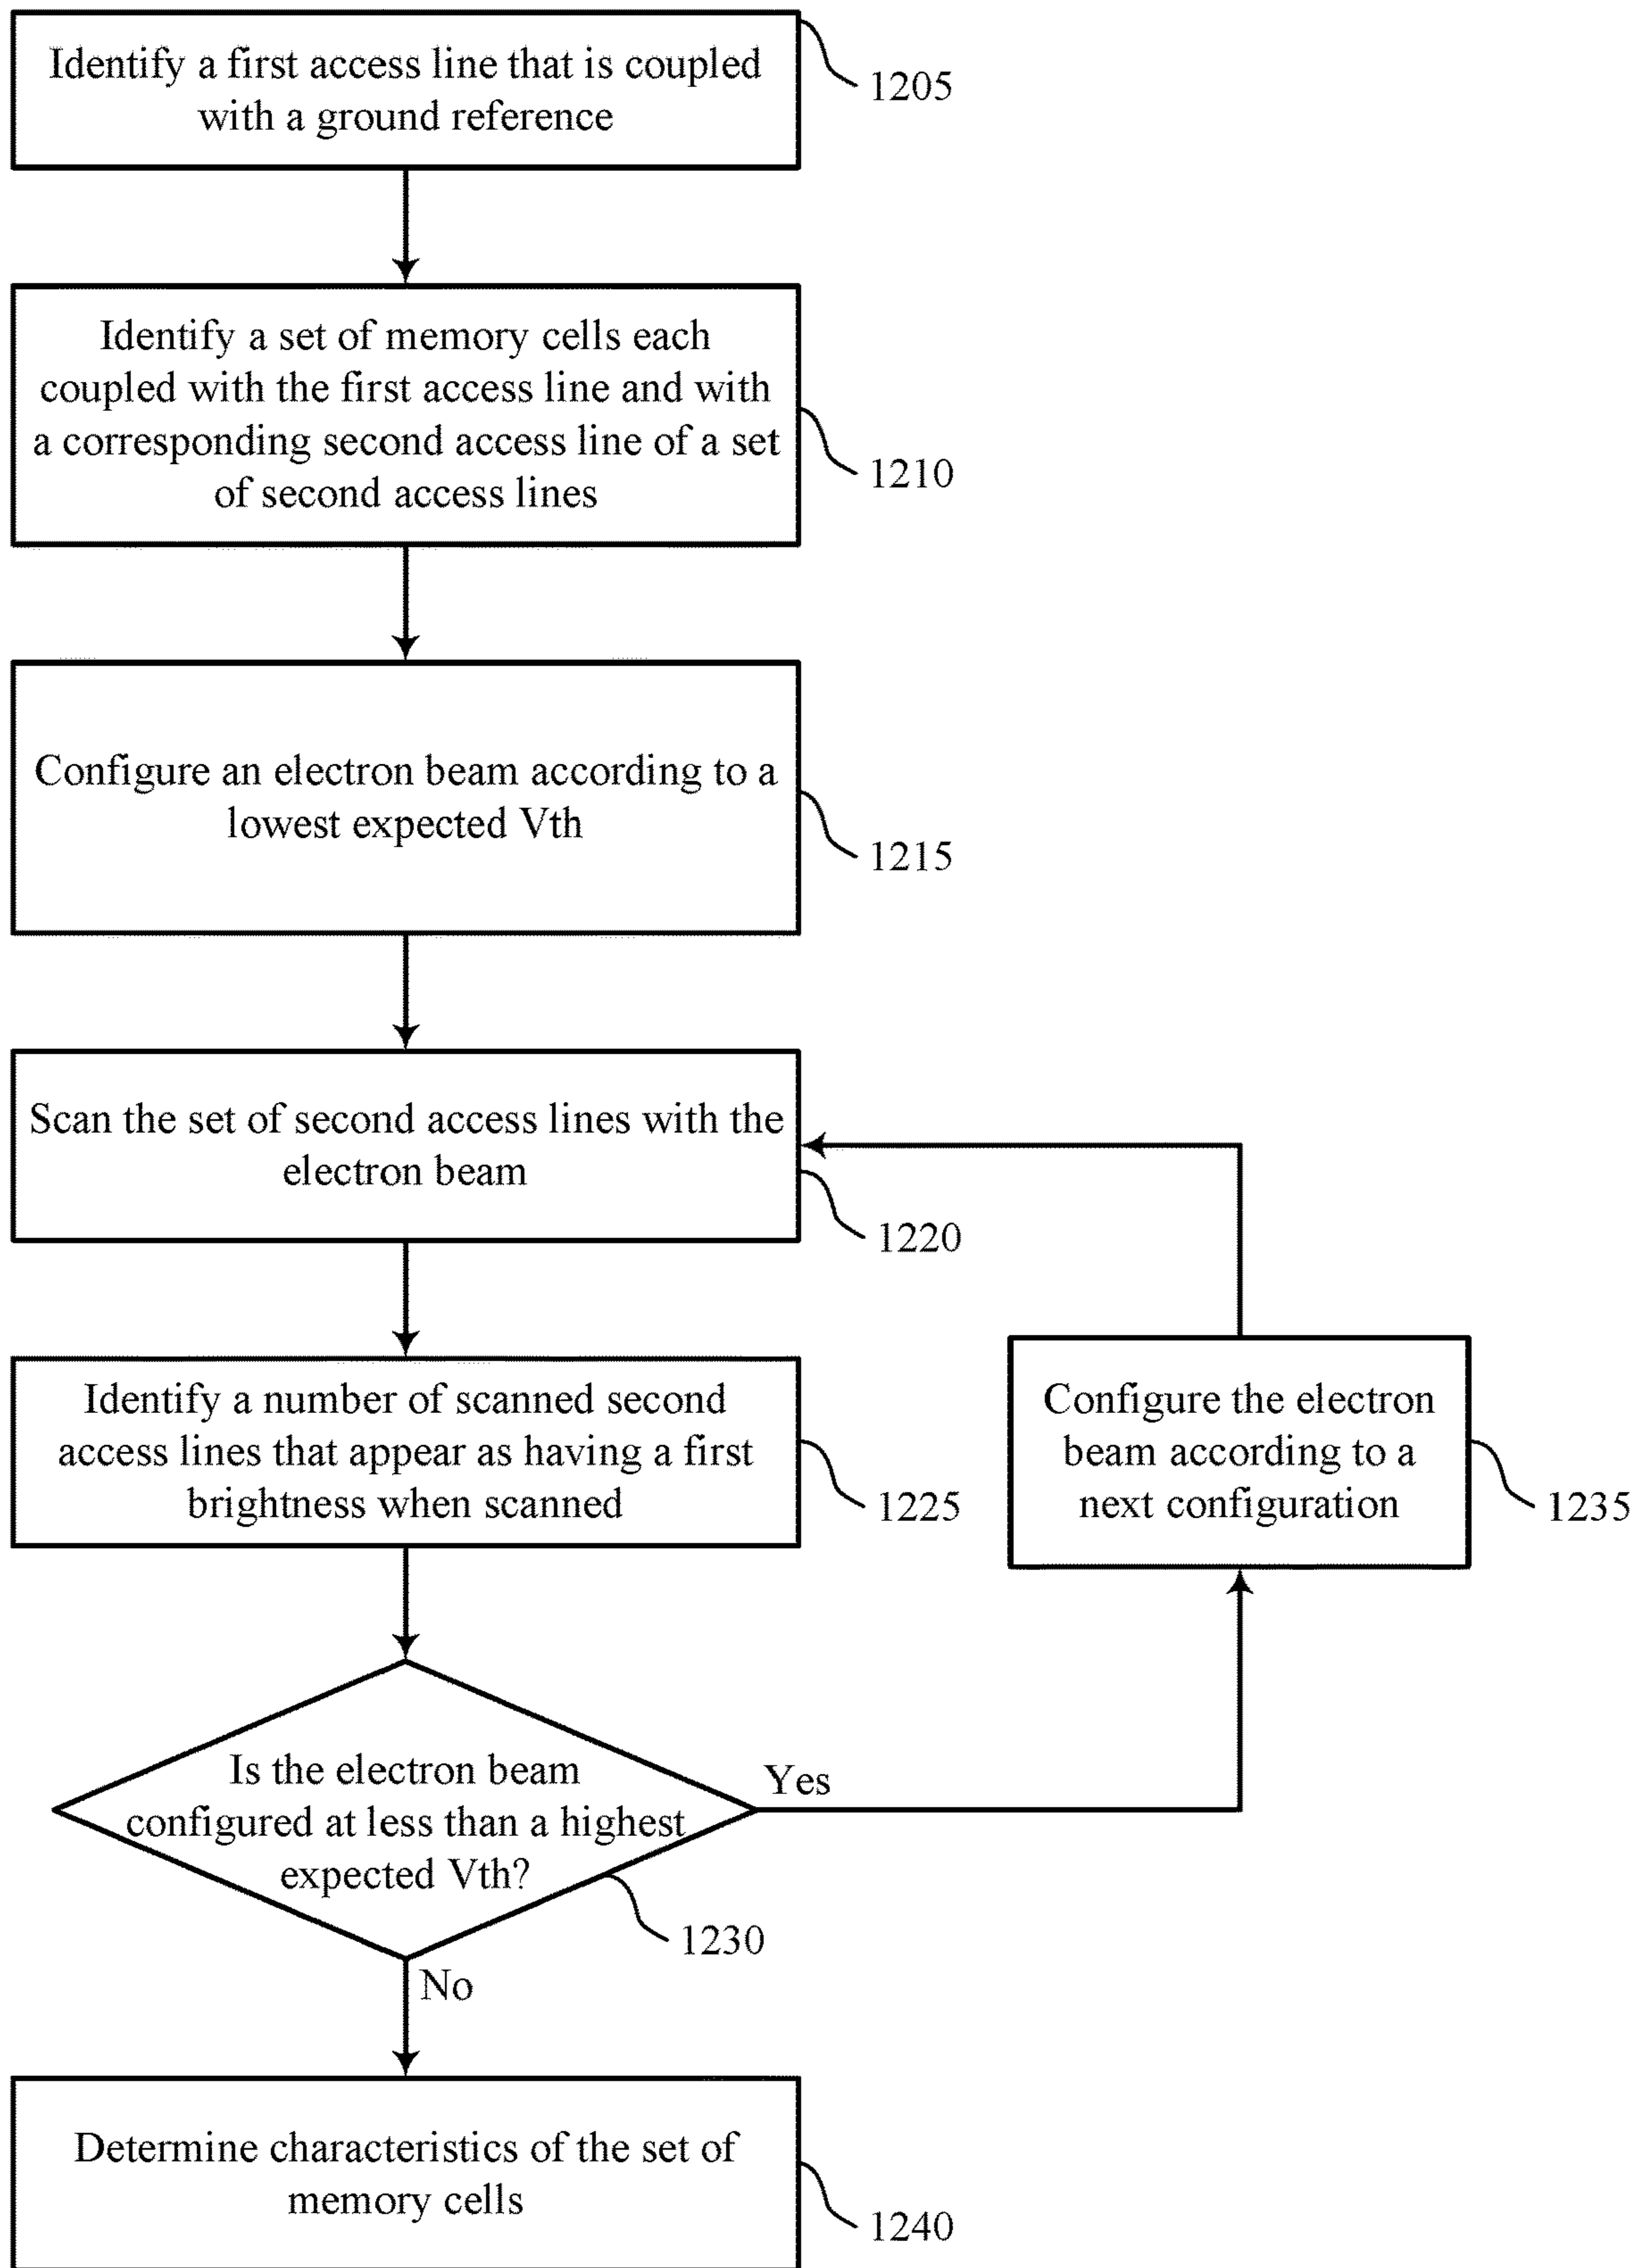 Identify a first access line that is coupled
with a ground reference
1205
Identify a set of memory cells each
coupled with the first access line and with
a corresponding second access line of a set
of second access lines
1210
Configure an electron beam according to a
lowest expected Vth
1215
Scan the set of second access lines with the
electron beam
1220
Identify a number of scanned second
access lines that appear as having a first
brightness when scanned
1225
Configure the electron
beam according to a
next configuration
1235
Is the electron beam
configured at less than a highest
expected Vth?
Yes
1230
No
Determine characteristics of the set of
memory cells
1240